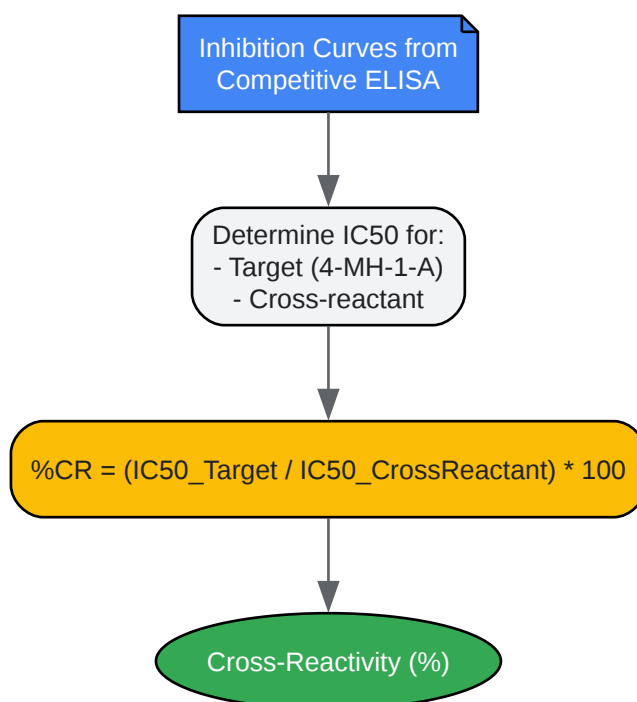 Inhibition Curves from
Competitive ELISA
Determine IC50 for:
- Target (4-MH-1-A)
- Cross-reactant
%CR = (IC50_Target / IC50_CrossReactant) * 100
Cross-Reactivity (%)